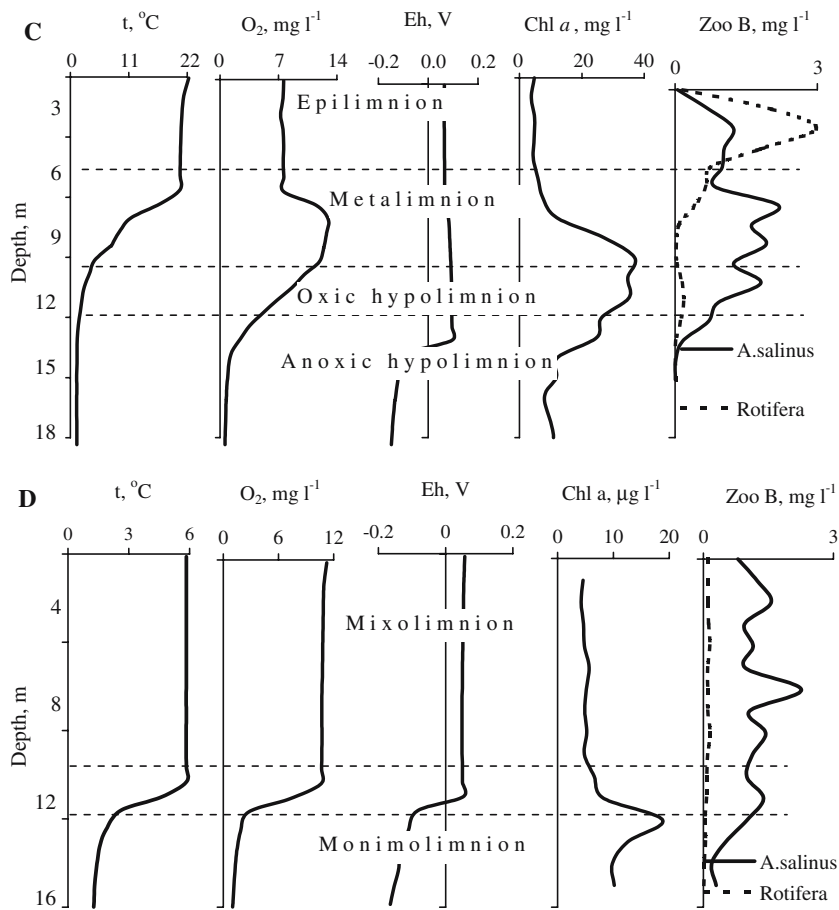 C
t, °C
O₂, mg l⁻¹
Eh, V
Chl a, mg l⁻¹
Zoo B, mg l⁻¹
0 11 22
0 7 14
-0.2 0.0 0.2
0 20 40
0 3
Epilimnion
3
6
Metalimnion
Depth, m
9
Oxic hypolimnion
12
Anoxic hypolimnion
A.salinus
15
Rotifera
18
D
t, °C
O₂, mg l⁻¹
Eh, V
Chl a, µg l⁻¹
Zoo B, mg l⁻¹
0 3 6
0 6 12
-0.2 0 0.2
0 10 20
0 3
4
Mixolimnion
Depth, m
8
12
Monimolimnion
A.salinus
Rotifera
16